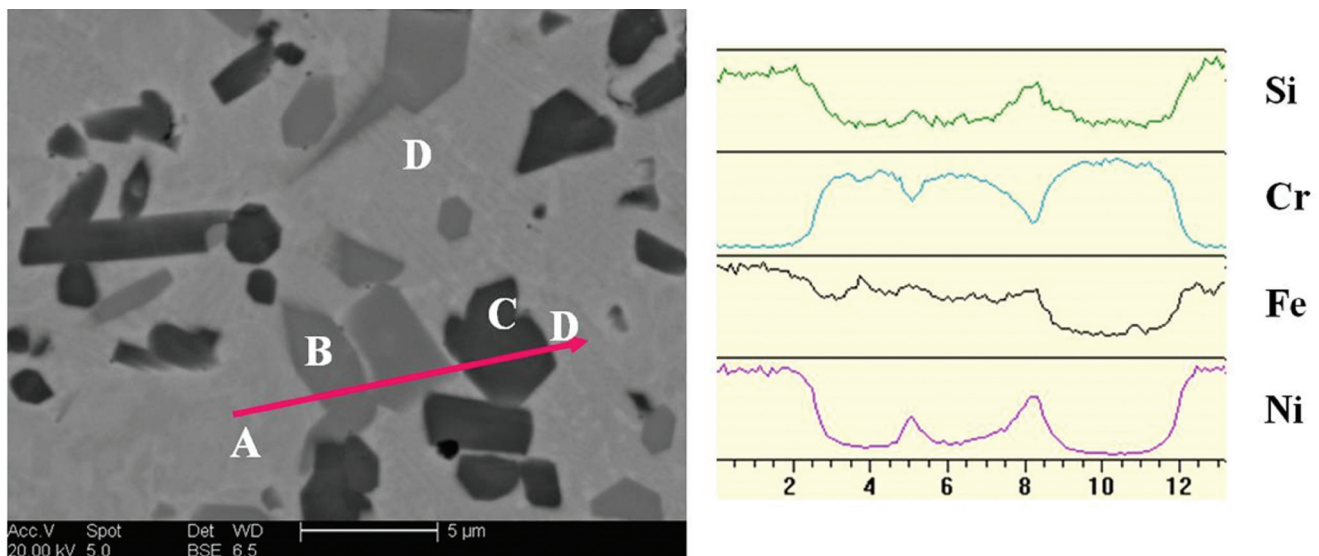 D
B
C
D
A
Acc.V Spot Det WD 5 µm
20.00 kV 5.0 BSE 6.5
Si
Cr
Fe
Ni
2 4 6 8 10 12